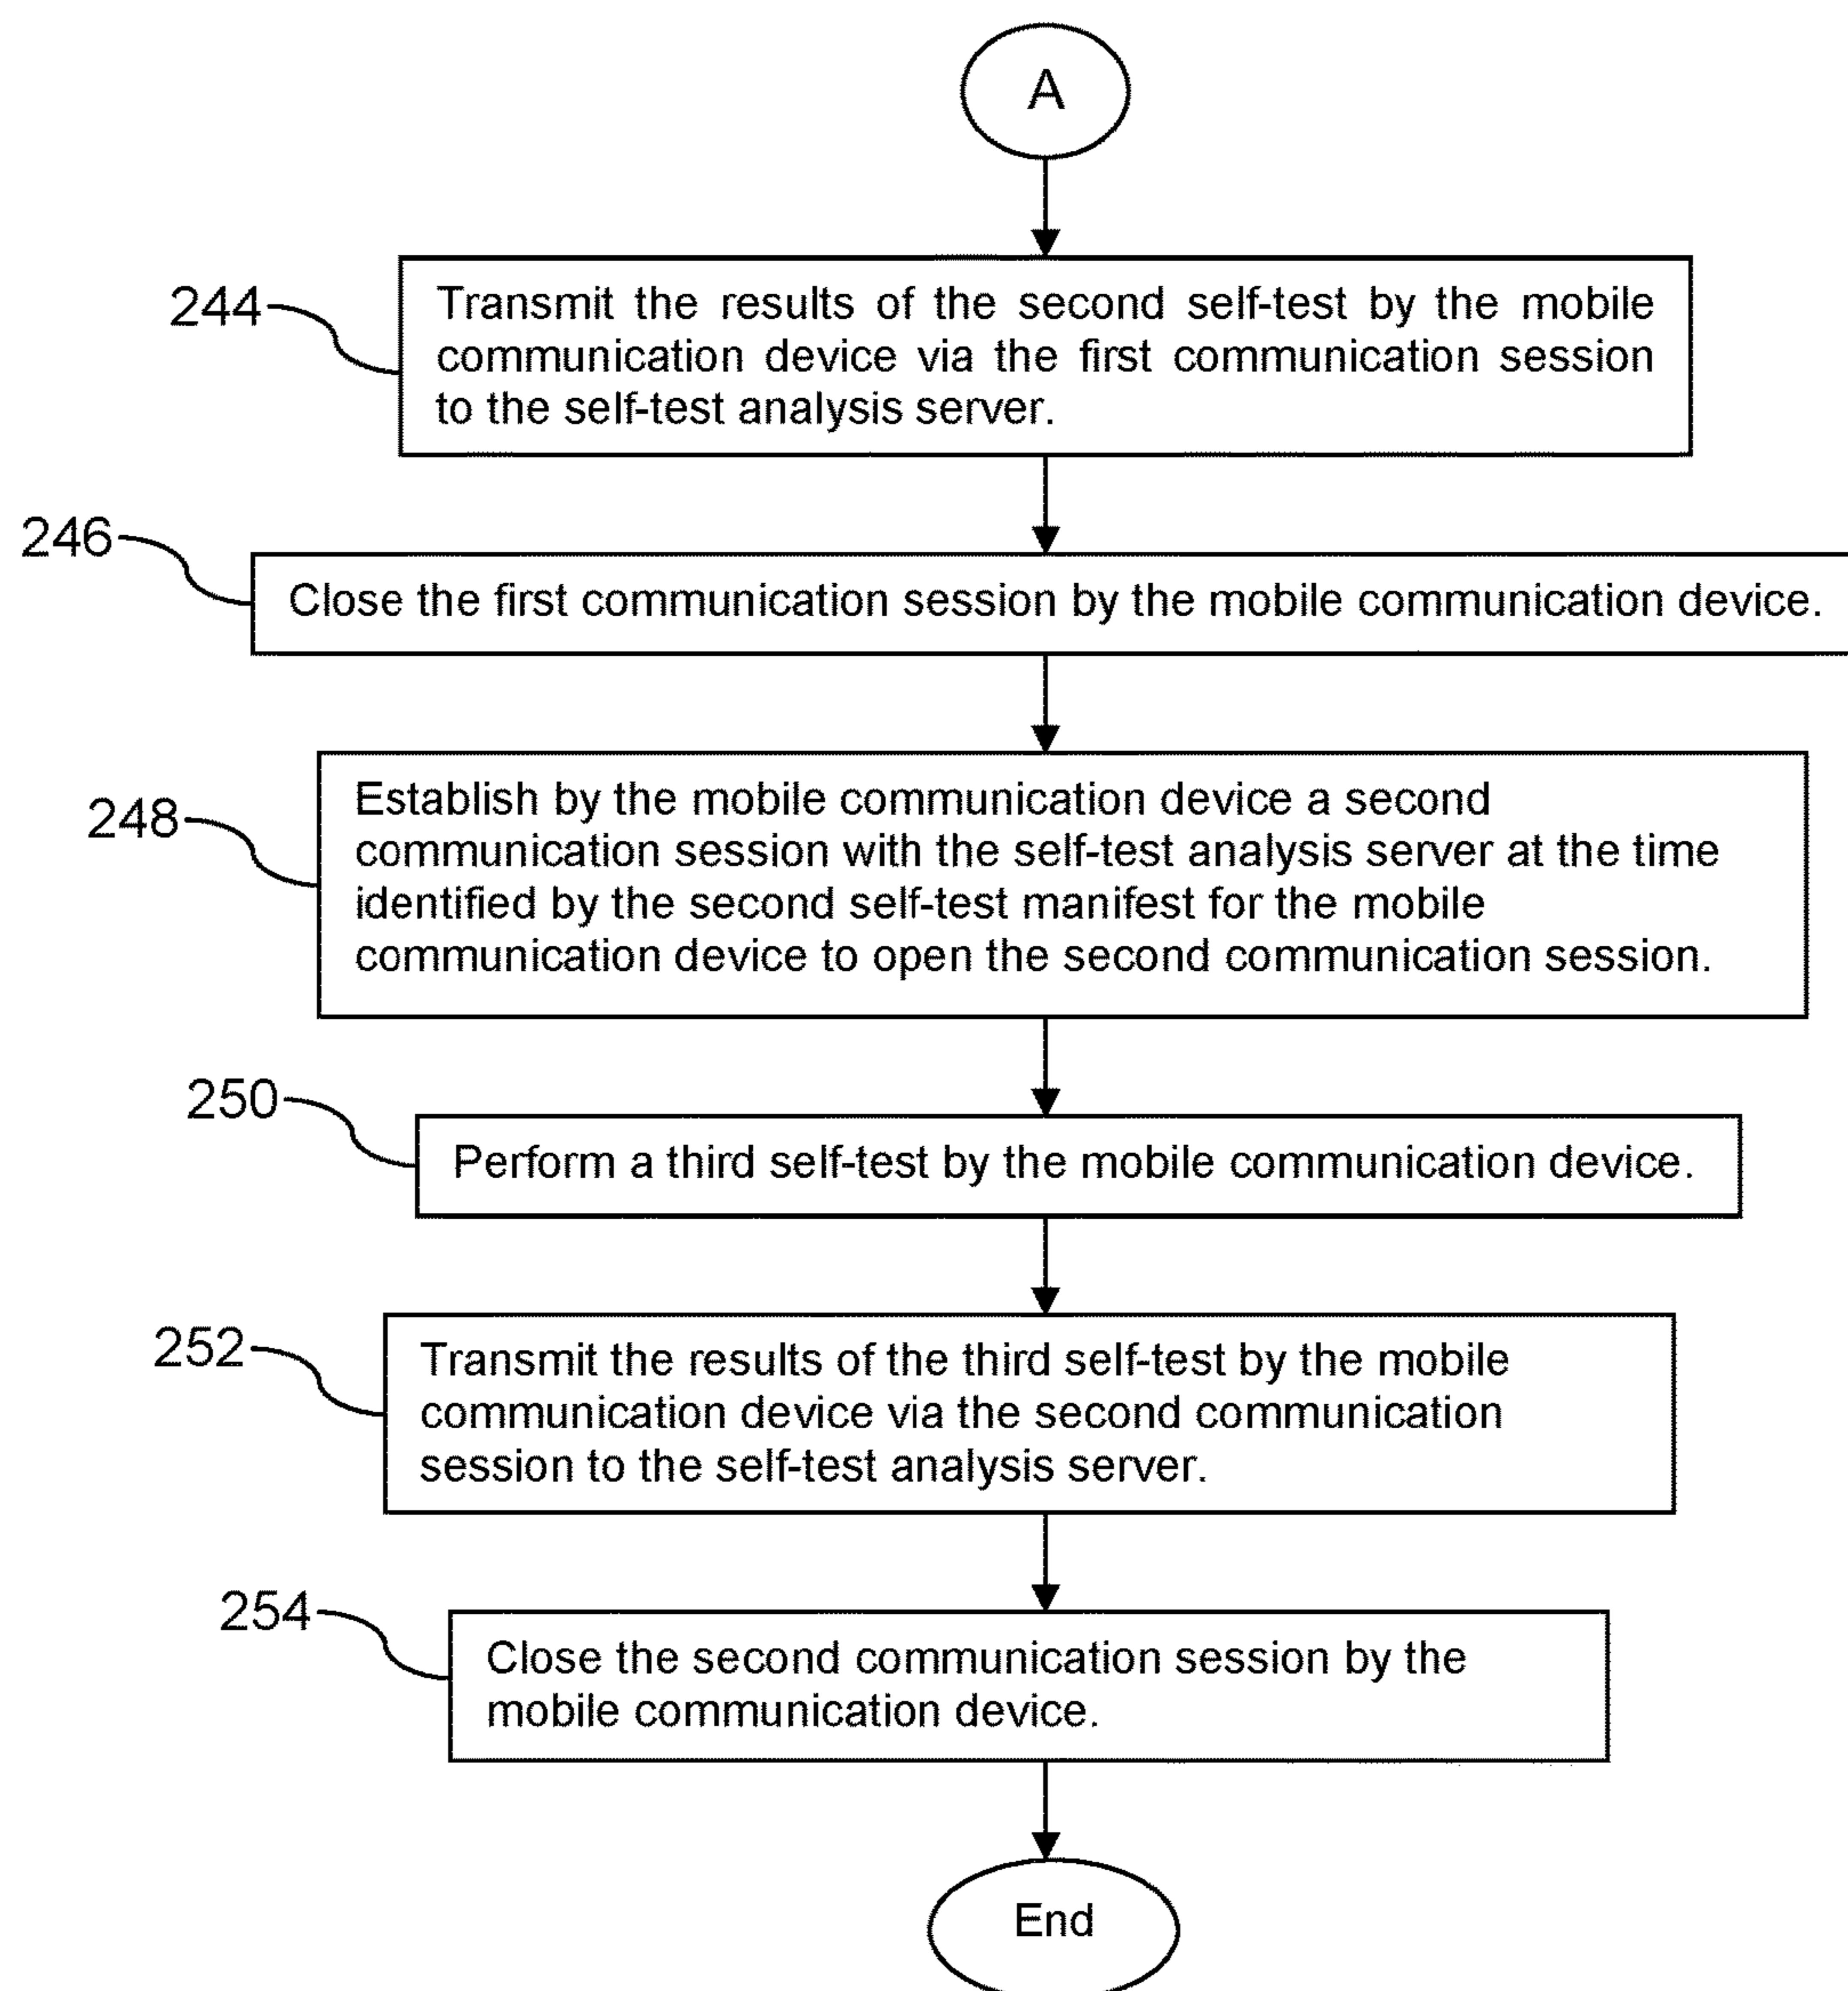 A
244
Transmit the results of the second self-test by the mobile
communication device via the first communication session
to the self-test analysis server.
246
Close the first communication session by the mobile communication device.
248
Establish by the mobile communication device a second
communication session with the self-test analysis server at the time
identified by the second self-test manifest for the mobile
communication device to open the second communication session.
250
Perform a third self-test by the mobile communication device.
252
Transmit the results of the third self-test by the mobile
communication device via the second communication
session to the self-test analysis server.
254
Close the second communication session by the
mobile communication device.
End